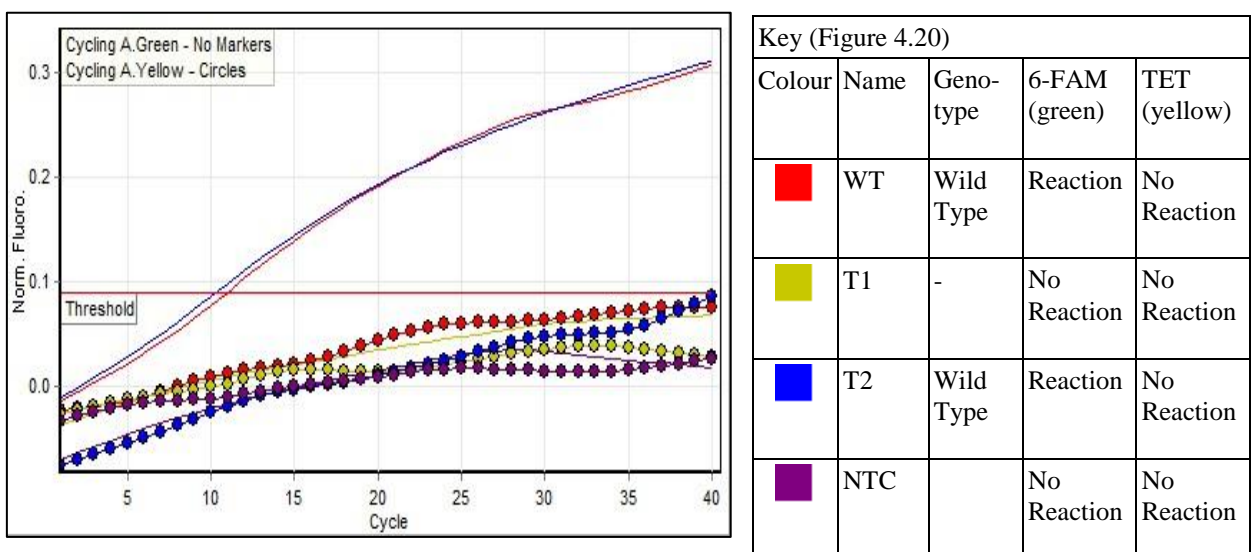 Cycling A.Green - No Markers
Cycling A.Yellow - Circles
Norm. Fluoro.
0.3
0.2
0.1
0.0
Threshold
5 10 15 20 25 30 35 40
Cycle
Key (Figure 4.20)
Colour Name Geno- 6-FAM TET
type (green) (yellow)
WT Wild Reaction No
Type Reaction
T1 - No No
Reaction Reaction
T2 Wild Reaction No
Type Reaction
NTC No No
Reaction Reaction